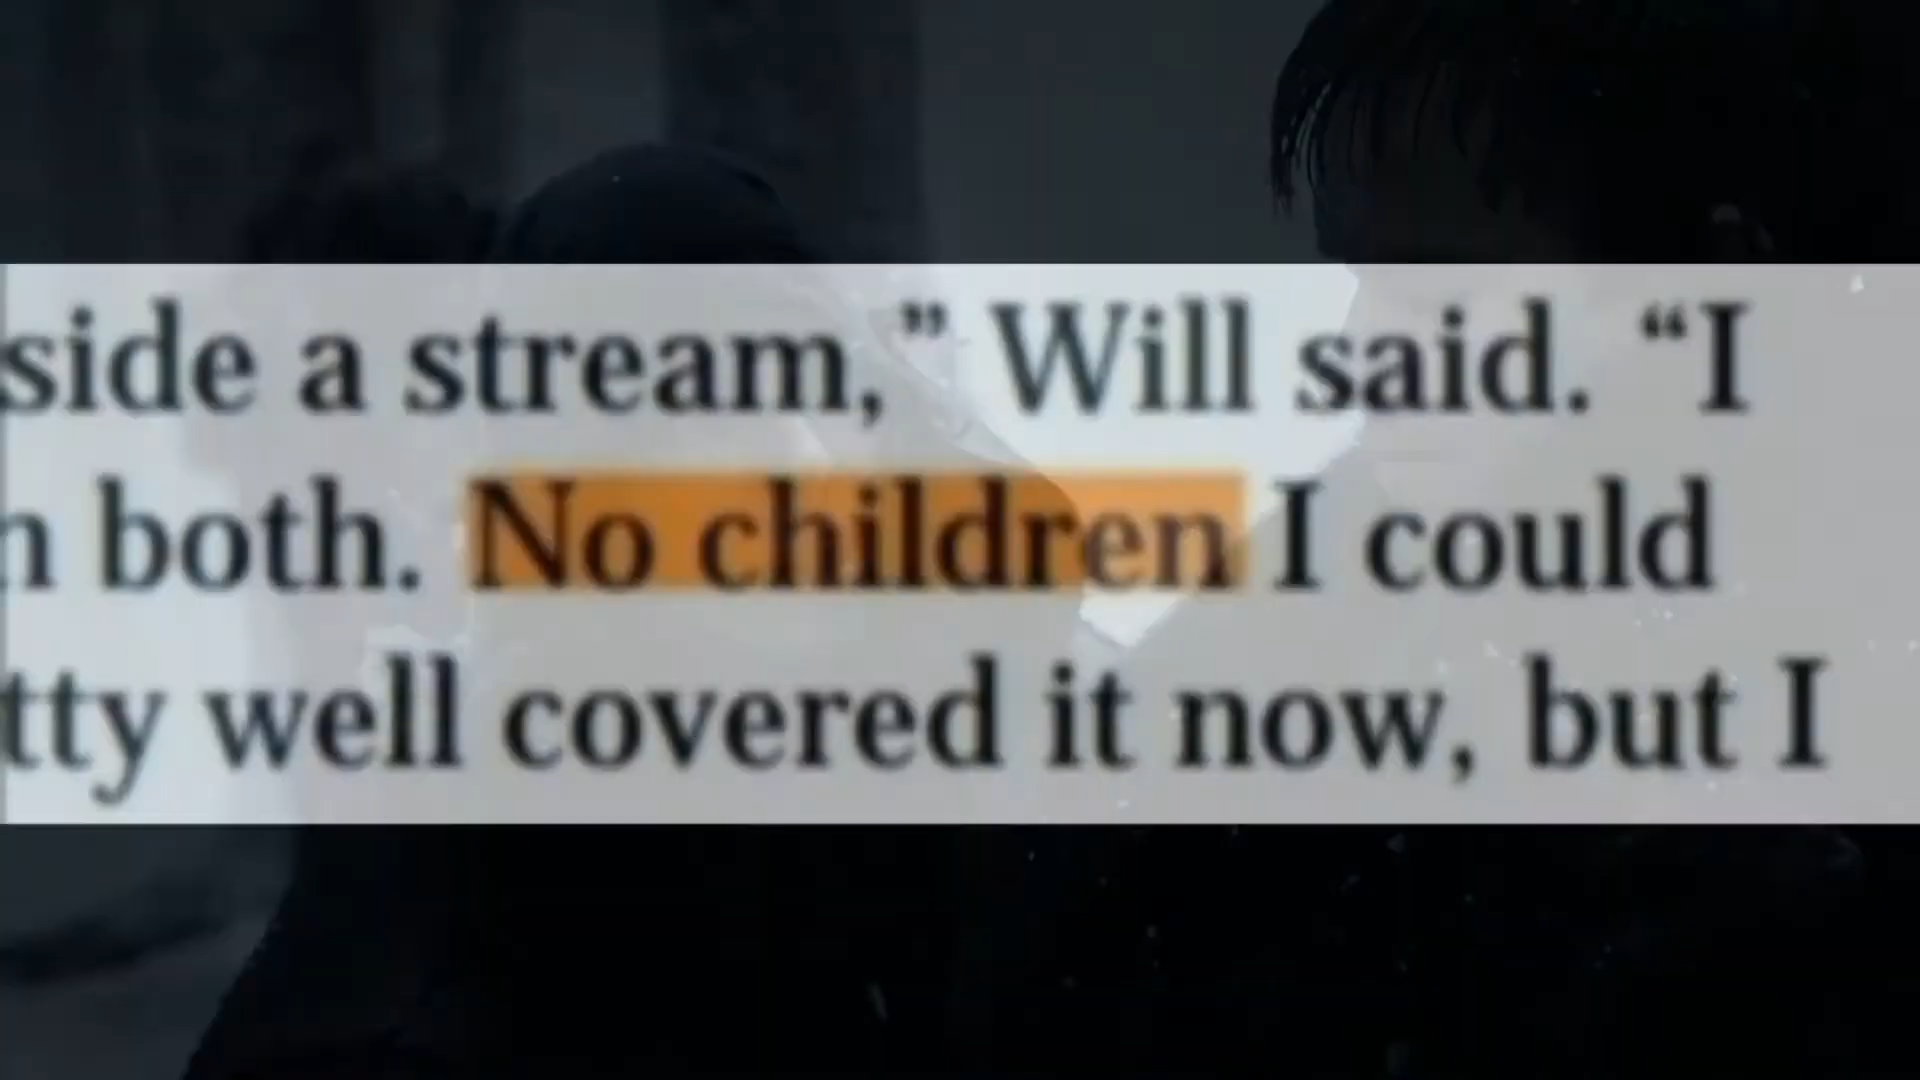 side a stream,” Will said. “I
n both. No children I could
tty well covered it now, but I